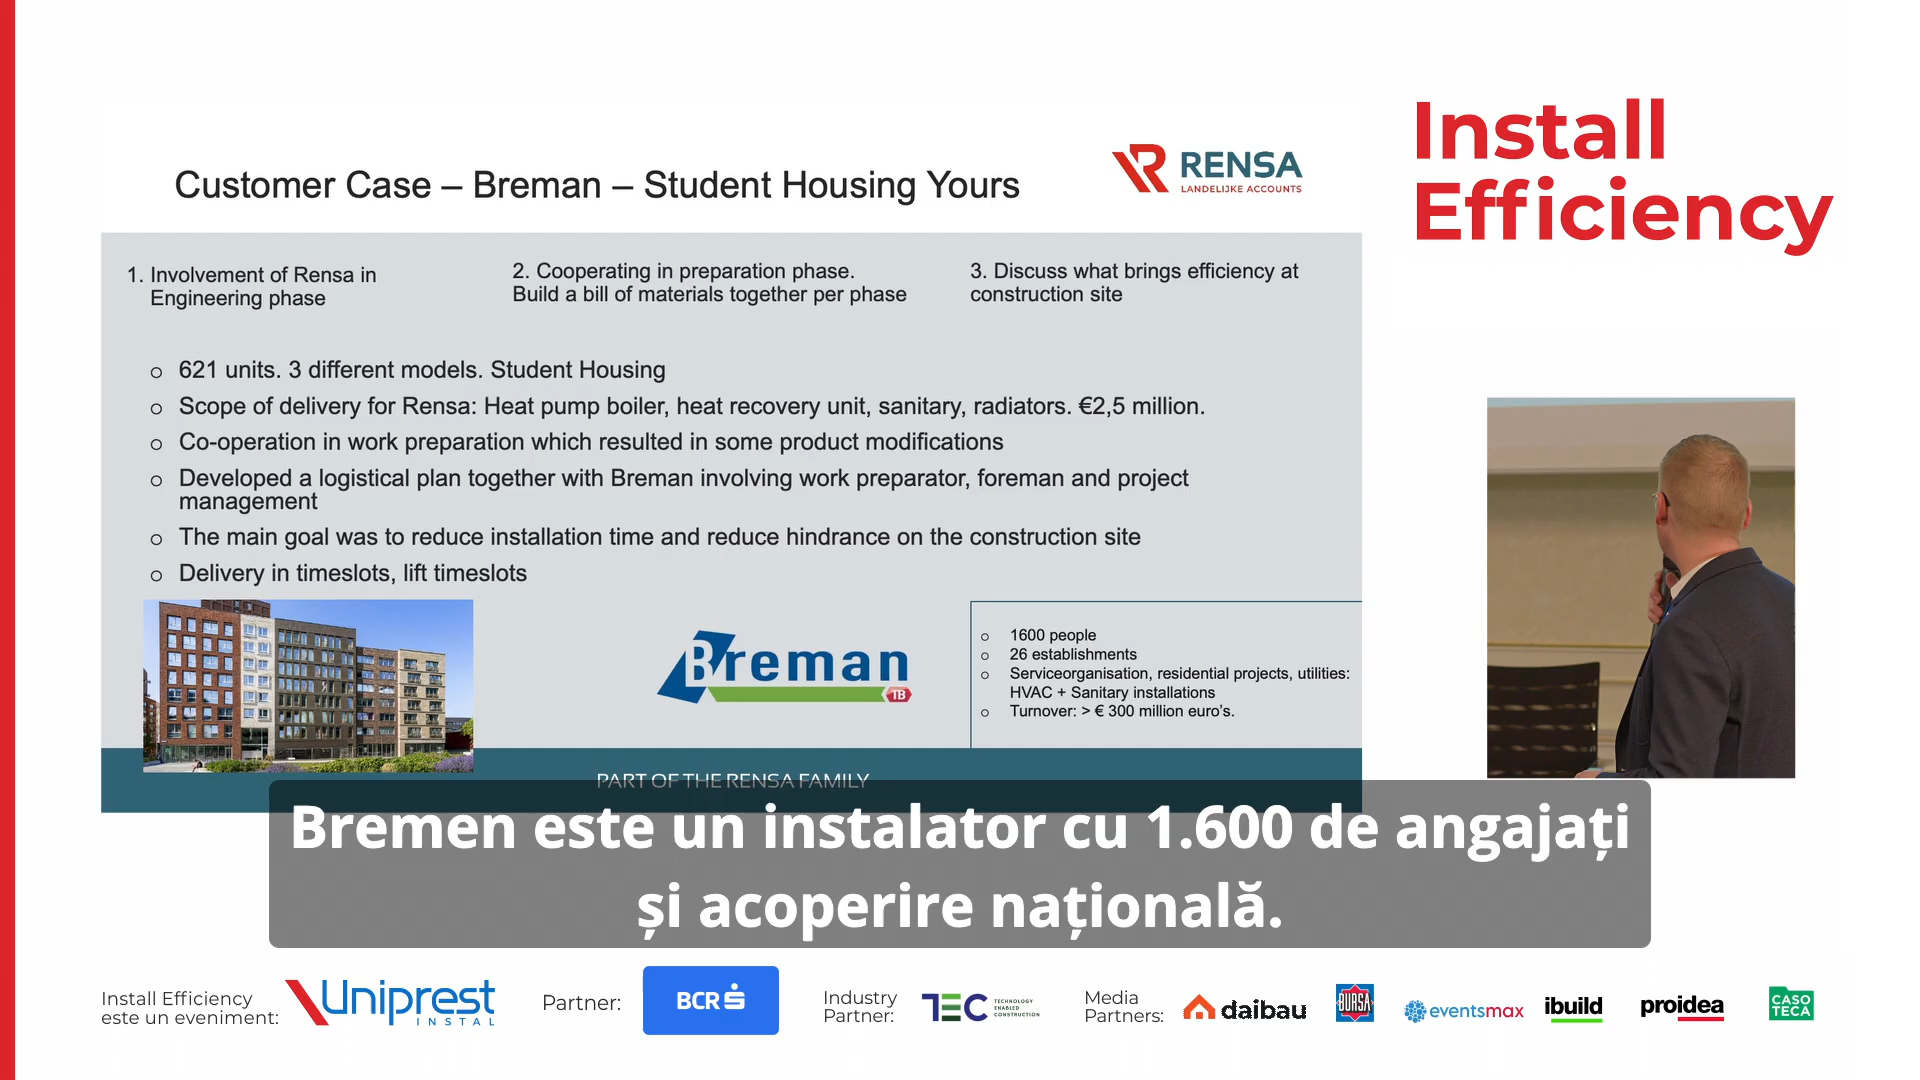 Install
Efficiency
RENSA
LANDELIJKE ACCOUNTS
Customer Case – Breman – Student Housing Yours
1. Involvement of Rensa in
Engineering phase
2. Cooperating in preparation phase.
Build a bill of materials together per phase
3. Discuss what brings efficiency at
construction site
621 units. 3 different models. Student Housing
Scope of delivery for Rensa: Heat pump boiler, heat recovery unit, sanitary, radiators. €2,5 million.
Co-operation in work preparation which resulted in some product modifications
Developed a logistical plan together with Breman involving work preparator, foreman and project
management
The main goal was to reduce installation time and reduce hindrance on the construction site
Delivery in timeslots, lift timeslots
Breman
TB
1600 people
26 establishments
Serviceorganisation, residential projects, utilities:
HVAC + Sanitary installations
Turnover: > € 300 million euro's.
PART OF THE RENSA FAMILY
Bremen este un instalator cu 1.600 de angajați
și acoperire națională.
Install Efficiency
este un eveniment:
Uniprest
INSTAL
Partner:
BCR
Industry
Partner:
TEC
TECHNOLOGY
ENABLED
CONSTRUCTION
Media
Partners:
daibau
BURSA
eventsmax
ibuild
proidea
CASO
TECA